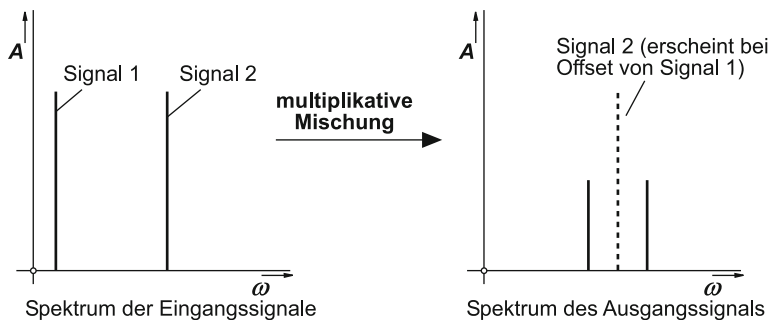 A
Signal 1
Signal 2
ω
Spektrum der Eingangssignale
multiplikative
Mischung
A
Signal 2 (erscheint bei
Offset von Signal 1)
ω
Spektrum des Ausgangssignals